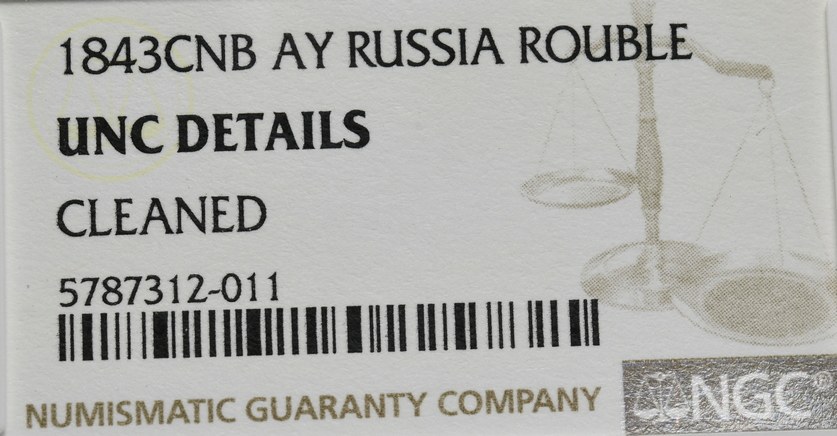 1843CNB AY RUSSIA ROUBLE
UNC DETAILS
CLEANED
5787312-011
NUMISMATIC GUARANTY COMPANY
NGC®